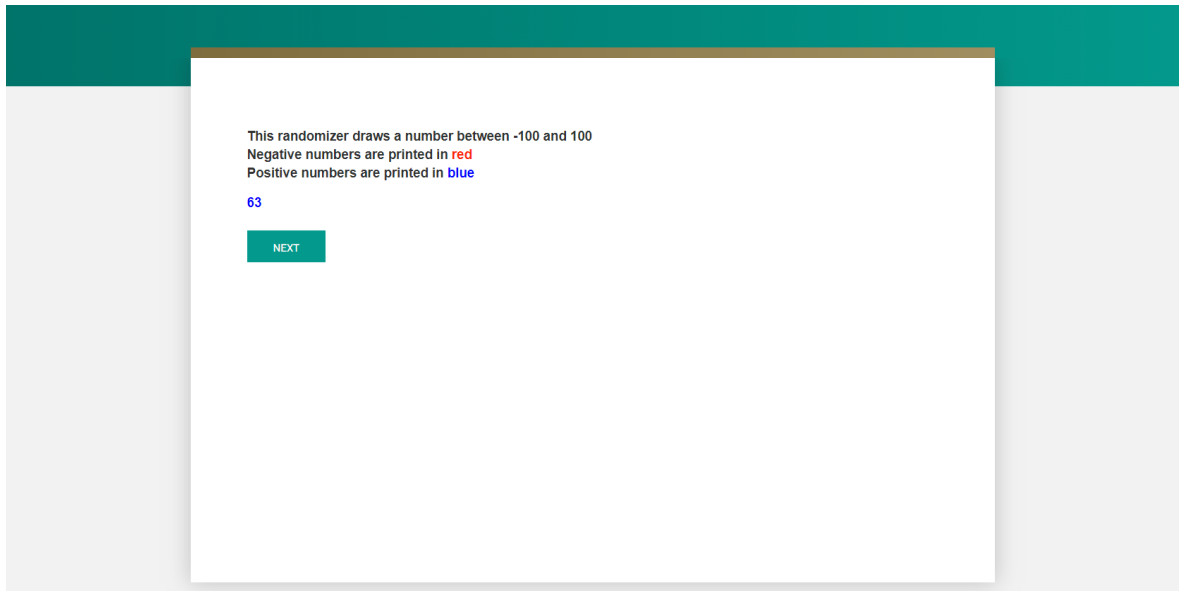 This randomizer draws a number between -100 and 100
Negative numbers are printed in red
Positive numbers are printed in blue
63
NEXT